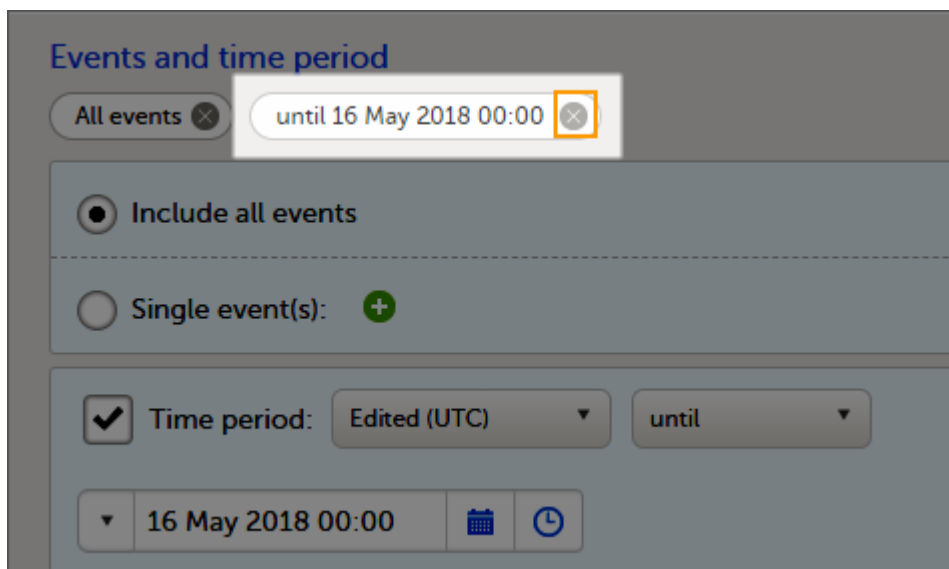 Events and time period
All events until 16 May 2018 00:00
Include all events
Single event(s):
Time period: Edited (UTC) until
16 May 2018 00:00